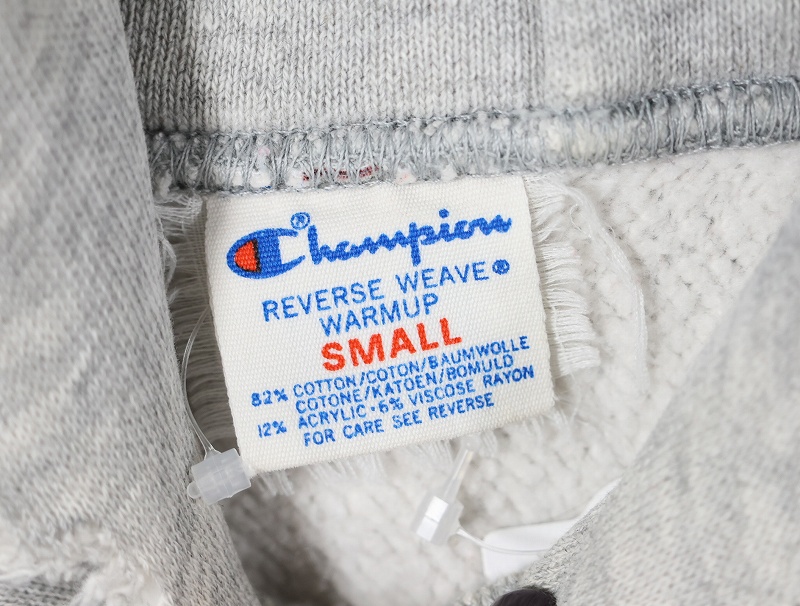 Champion®
REVERSE WEAVE®
WARMUP
SMALL
82% COTTON/COTON/BAUMWOLLE
COTONE/KATOEN/BOMULD
12% ACRYLIC·6% VISCOSE RAYON
FOR CARE SEE REVERSE